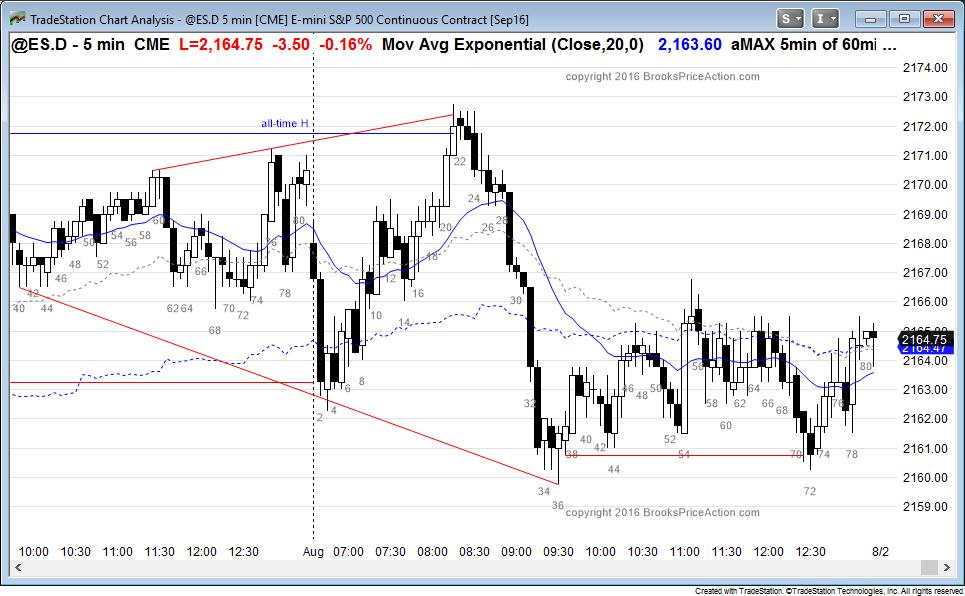 TradeStation Chart Analysis - @ES.D 5 min [CME] E-mini S&P 500 Continuous Contract [Sep16]
S I
@ES.D - 5 min CME L=2,164.75 -3.50 -0.16% Mov Avg Exponential (Close,20,0) 2,163.60 aMAX 5min of 60mi ...
copyright 2016 BrooksPriceAction.com
all-time H
2174.00
2173.00
2172.00
2171.00
2170.00
2169.00
2168.00
2167.00
2166.00
2165.00
2164.75
2164.47
2164.00
2163.00
2162.00
2161.00
2160.00
2159.00
40 42 44 46 48 50 52 54 56 58 60 62 64 66 68 70 72 74 76 78 80
2 4 6 8 10 12 14 16 18 20 22 24 26 28 30 32 34 36 38 40 42 44 46 48 50 52 54 56 58 60 62 64 66 68 70 72 74 76 78 80
copyright 2016 BrooksPriceAction.com
10:00 10:30 11:00 11:30 12:00 12:30 Aug 07:00 07:30 08:00 08:30 09:00 09:30 10:00 10:30 11:00 11:30 12:00 12:30 8/2
Created with TradeStation. ©TradeStation Technologies, Inc. All rights reserved.